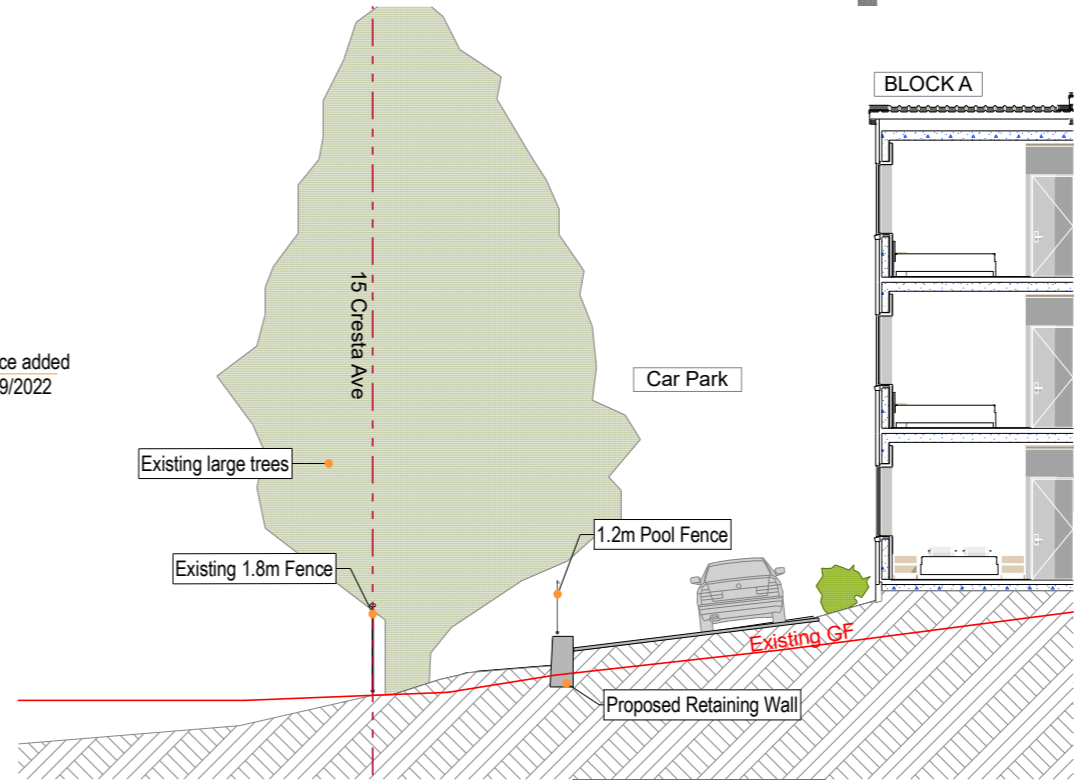 BLOCK A
15 Cresta Ave
ce added
9/2022
Car Park
Existing large trees
1.2m Pool Fence
Existing 1.8m Fence
Existing GF
Proposed Retaining Wall